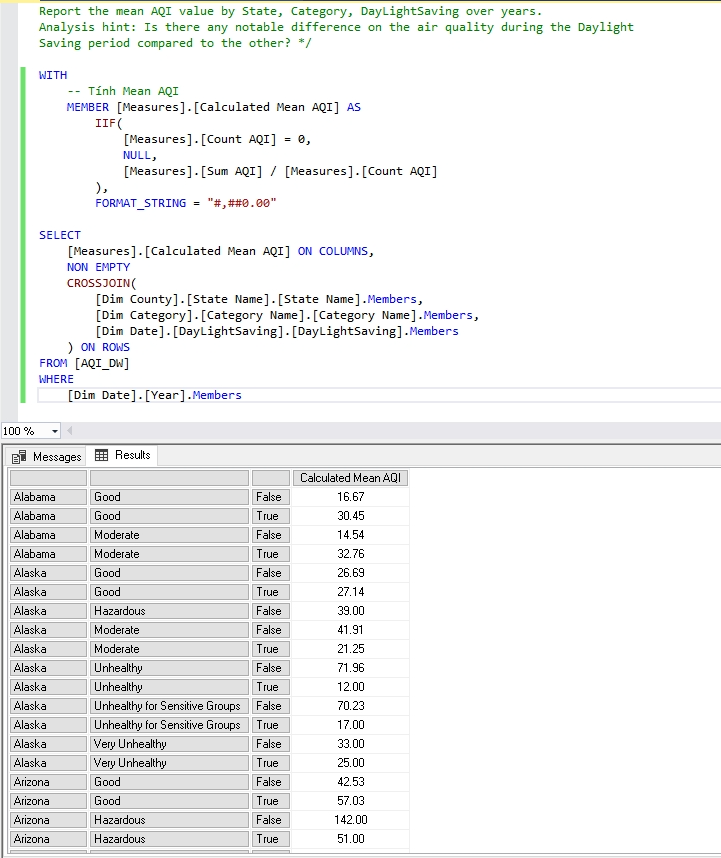 Report the mean AQI value by State, Category, DayLightSaving over years.
Analysis hint: Is there any notable difference on the air quality during the Daylight
Saving period compared to the other? */
WITH
-- Tính Mean AQI
MEMBER [Measures].[Calculated Mean AQI] AS
IIF(
[Measures].[Count AQI] = 0,
NULL,
[Measures].[Sum AQI] / [Measures].[Count AQI]
),
FORMAT_STRING = "#,##0.00"
SELECT
[Measures].[Calculated Mean AQI] ON COLUMNS,
NON EMPTY
CROSSJOIN(
[Dim County].[State Name].[State Name].Members,
[Dim Category].[Category Name].[Category Name].Members,
[Dim Date].[DayLightSaving].[DayLightSaving].Members
) ON ROWS
FROM [AQI_DW]
WHERE
[Dim Date].[Year].Members
100 %
Messages Results
Calculated Mean AQI
Alabama Good False 16.67
Alabama Good True 30.45
Alabama Moderate False 14.54
Alabama Moderate True 32.76
Alaska Good False 26.69
Alaska Good True 27.14
Alaska Hazardous False 39.00
Alaska Moderate False 41.91
Alaska Moderate True 21.25
Alaska Unhealthy False 71.96
Alaska Unhealthy True 12.00
Alaska Unhealthy for Sensitive Groups False 70.23
Alaska Unhealthy for Sensitive Groups True 17.00
Alaska Very Unhealthy False 33.00
Alaska Very Unhealthy True 25.00
Arizona Good False 42.53
Arizona Good True 57.03
Arizona Hazardous False 142.00
Arizona Hazardous True 51.00